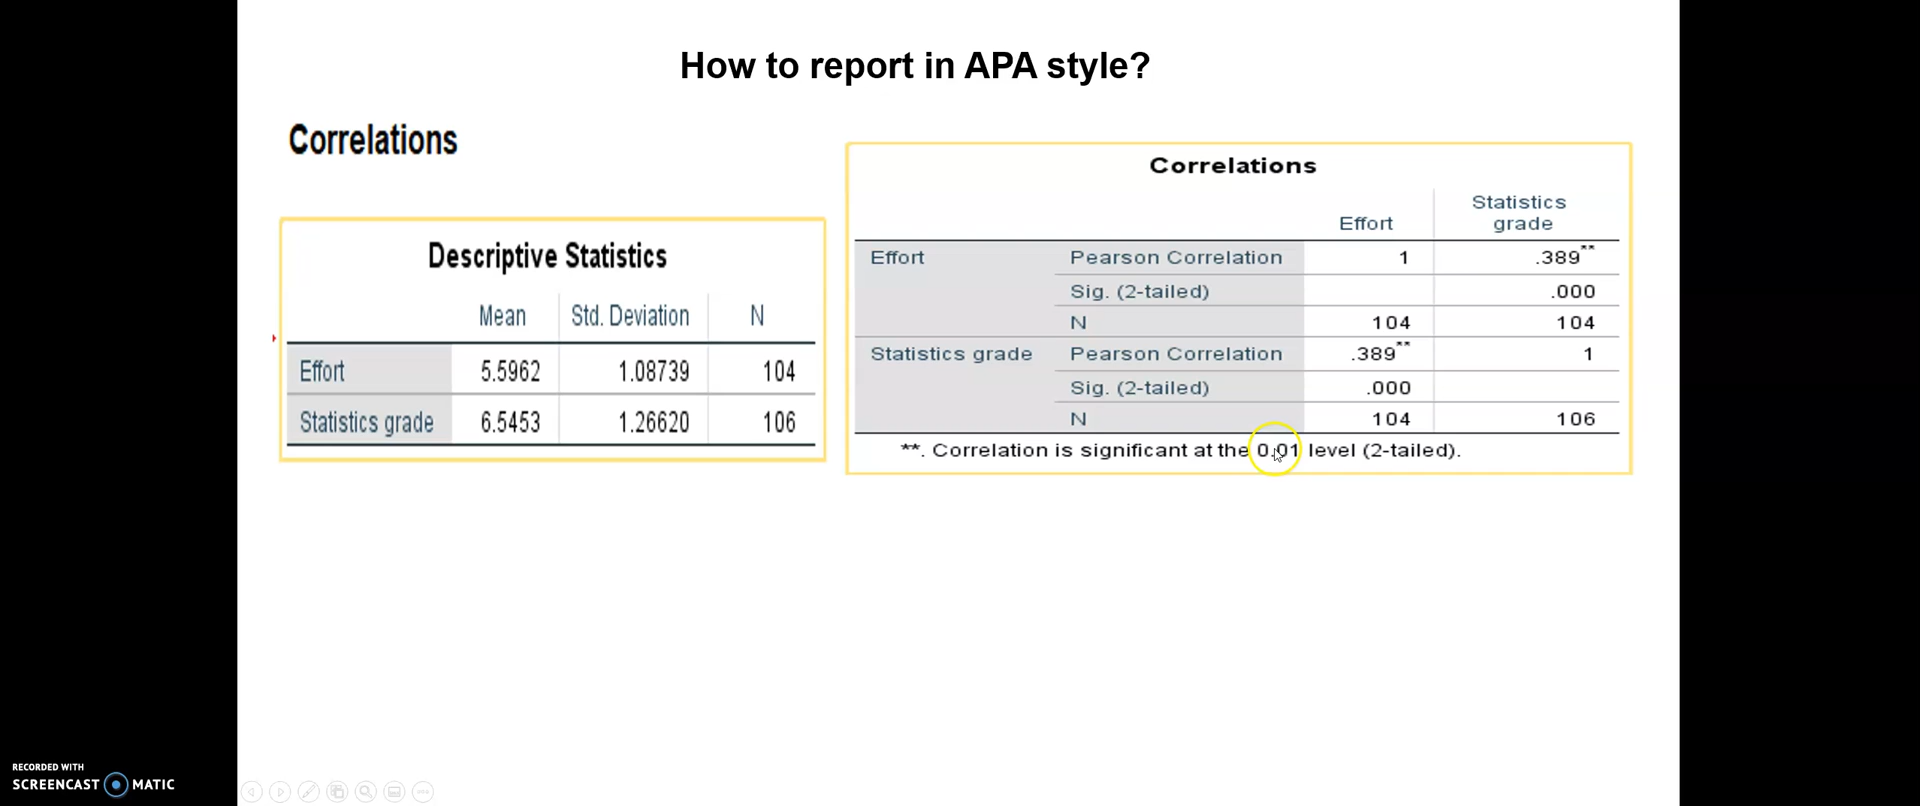 How to report in APA style?
Correlations
Descriptive Statistics
Mean Std. Deviation N
Effort 5.5962 1.08739 104
Statistics grade 6.5453 1.26620 106
Correlations
Effort Statistics grade
Effort Pearson Correlation 1 .389**
Sig. (2-tailed) .000
N 104 104
Statistics grade Pearson Correlation .389** 1
Sig. (2-tailed) .000
N 104 106
**. Correlation is significant at the 0.01 level (2-tailed).
RECORDED WITH
SCREENCAST MATIC